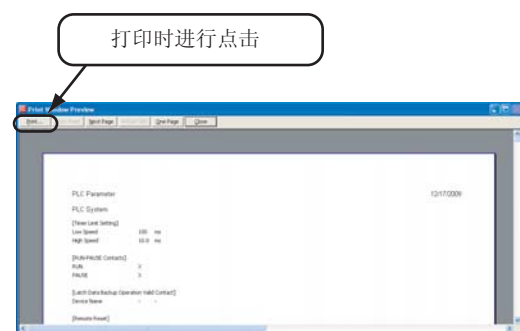 打印时进行点击
Print Window Preview
Print... Next Page One Page Close
PLC Parameter 12/17/2009
PLC System
[Timer Limit Setting]
Low Speed 100 ms
High Speed 10.0 ms
[RUN-PAUSE Contacts]
RUN X
PAUSE X
[Latch Data Backup Operation Valid Contact]
Device Name - -
[Remote Reset]